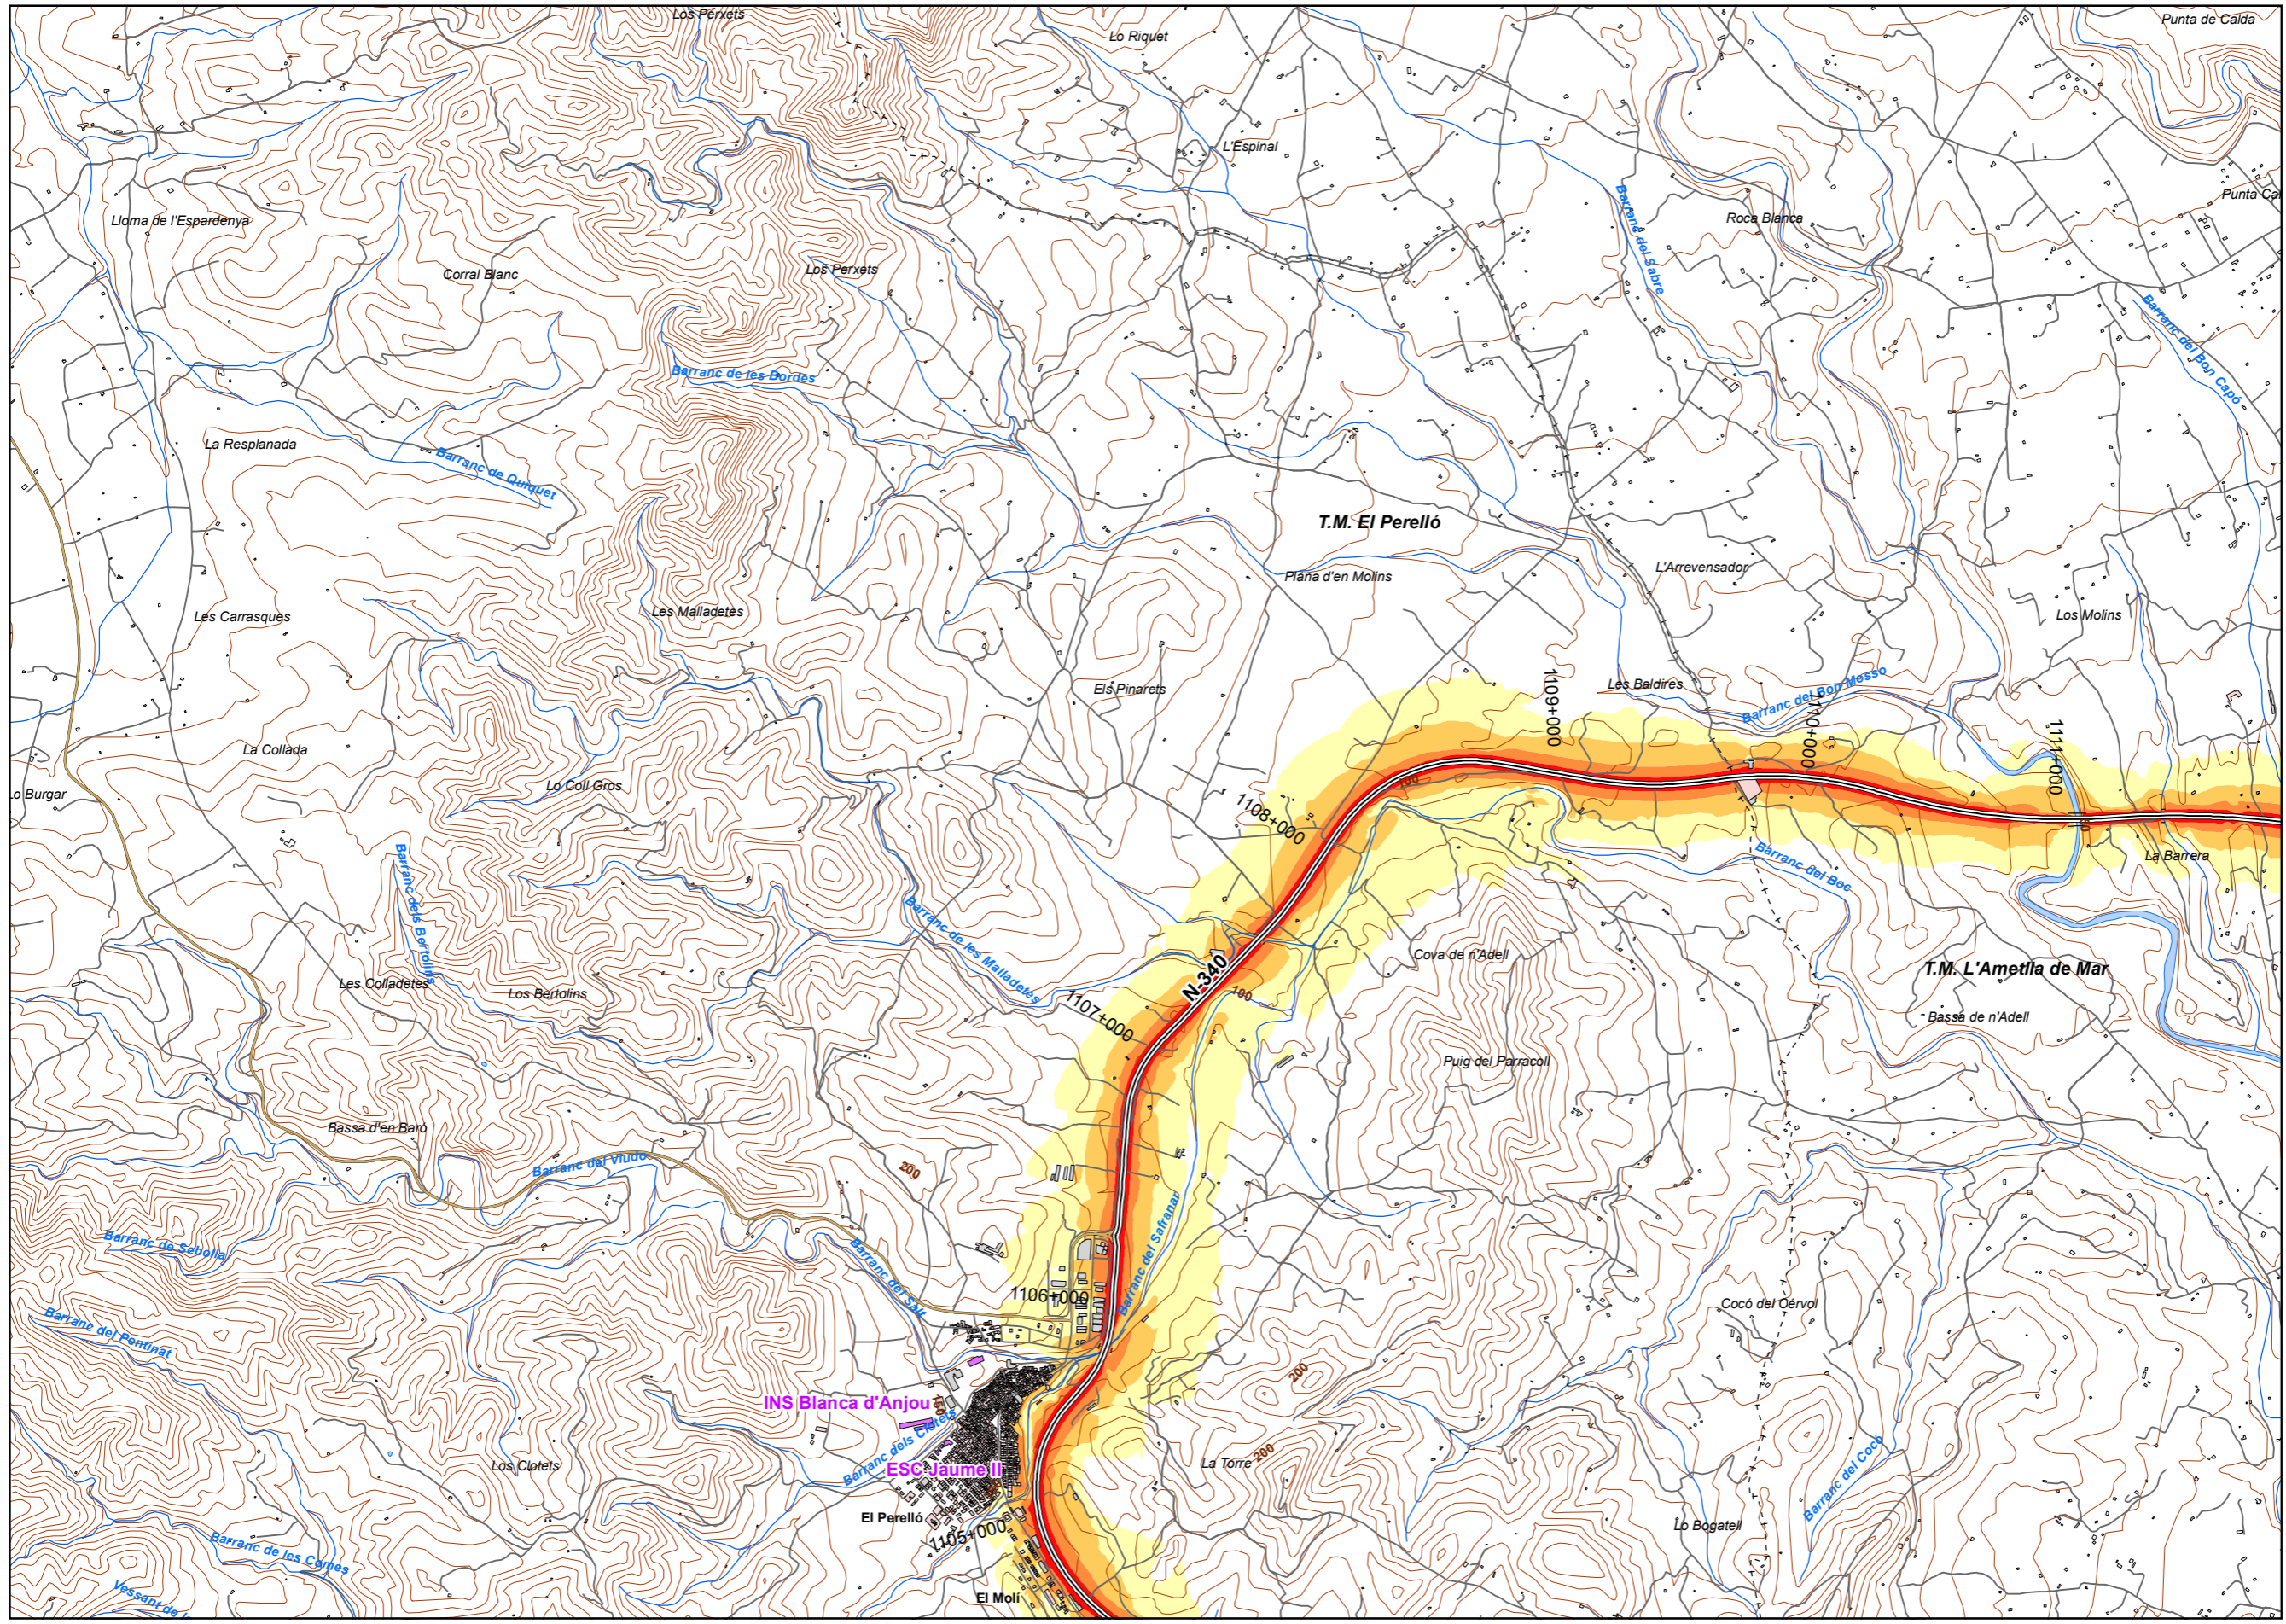 Los Perxets
Lo Riquet
Punta de Calda
L'Espinal
Lloma de l'Espardenya
Roca Blanca
Barranc del Sabre
Corral Blanc
Los Perxets
Barranc del Bon Capó
Barranc de les Bordes
La Resplanada
Barranc de Quiquet
T.M. El Perelló
L'Arrevensador
Plana d'en Molins
Les Carrasques
Les Malladetes
Los Molins
Els Pinarets
Les Baldires
Barranc del Bon Mosso
1109+000
1110+000
1111+000
La Collada
Lo Coll Gros
Lo Burgar
100
1108+000
La Barrera
Barranc del Boc
Barranc dels Bertolins
Barranc de les Malladetes
Cova de n'Adell
T.M. L'Ametlla de Mar
N-340
Les Colladetes
Los Bertolins
100
1107+000
Bassa de n'Adell
Puig del Parracoll
Bassa d'en Baró
Barranc del Viudo
200
Barranc del Safranar
Barranc de Sebolla
Barranc del Salt
1106+000
Cocó del Cérvol
Barranc del Pentinat
200
INS Blanca d'Anjou
150
Barranc dels Clotets
ESC Jaume II
Los Clotets
La Torre
200
Barranc del Cocó
El Perelló
1105+000
Lo Bogatell
Barranc de les Comes
El Molí